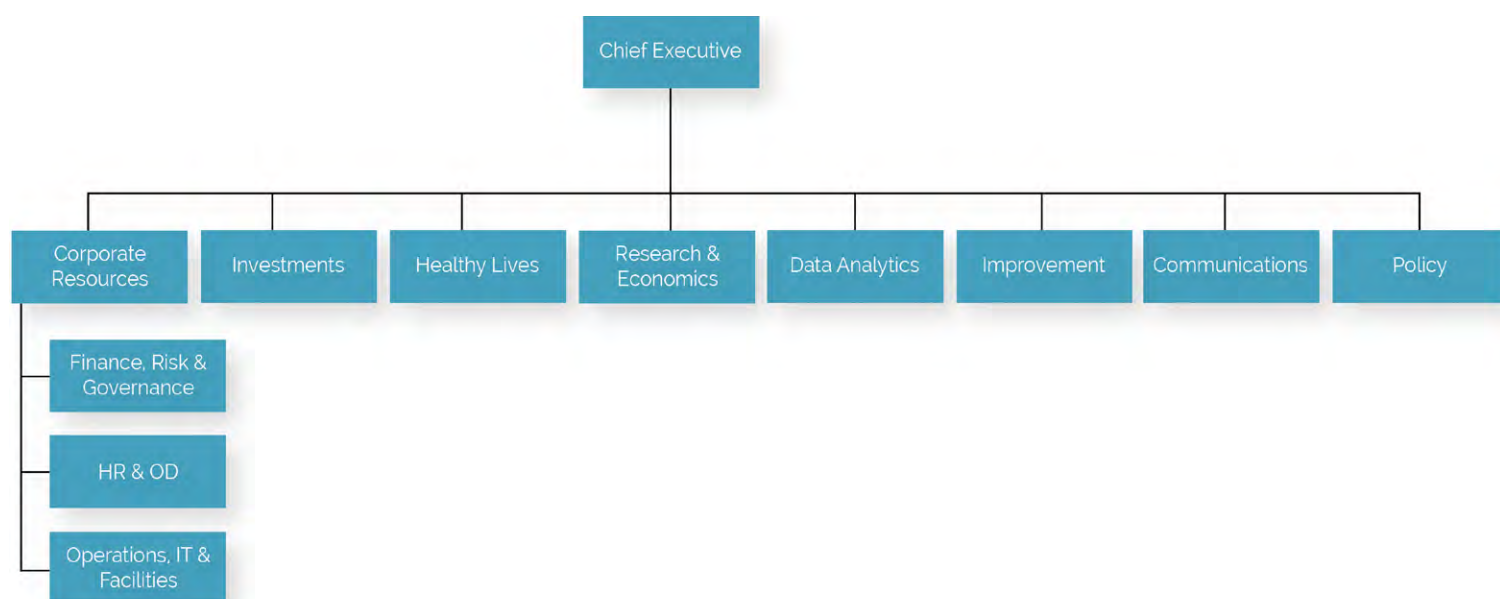 Chief Executive
Corporate
Resources
Investments
Healthy Lives
Research &
Economics
Data Analytics
Improvement
Communications
Policy
Finance, Risk &
Governance
HR & OD
Operations, IT &
Facilities